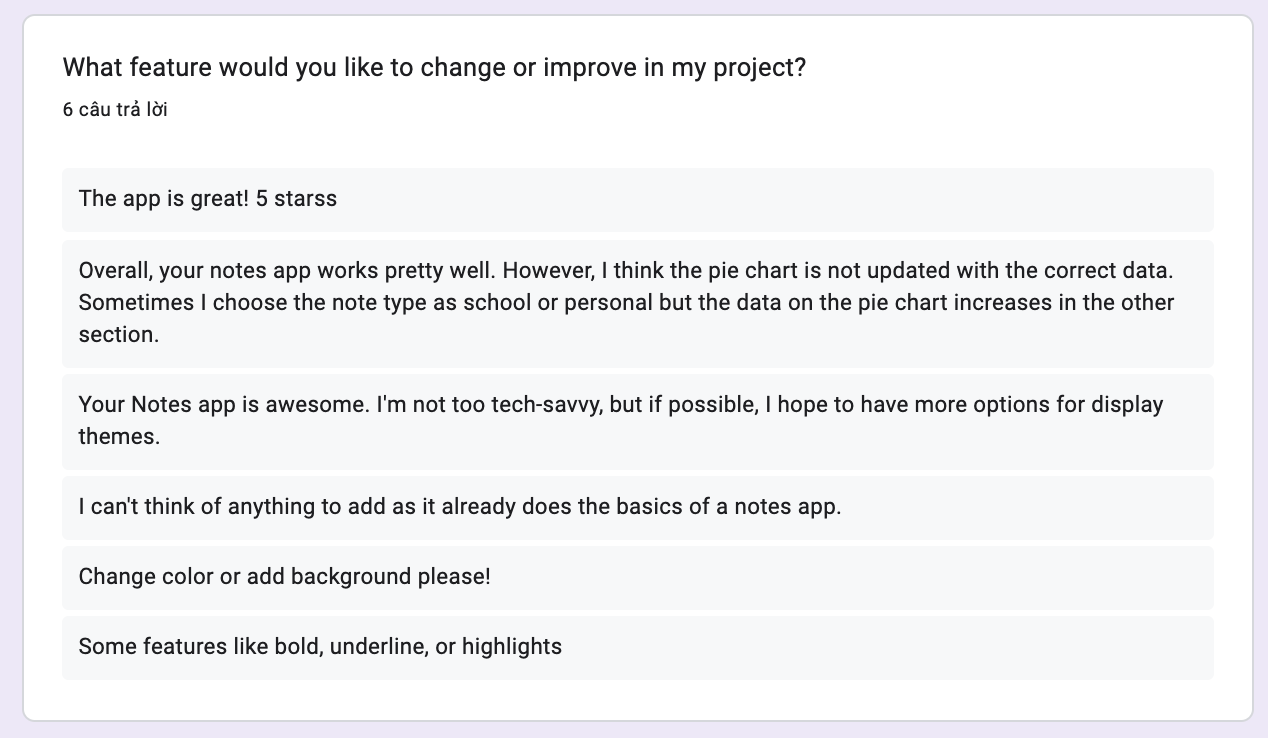 What feature would you like to change or improve in my project?
6 câu trả lời
The app is great! 5 starss
Overall, your notes app works pretty well. However, I think the pie chart is not updated with the correct data.
Sometimes I choose the note type as school or personal but the data on the pie chart increases in the other
section.
Your Notes app is awesome. I'm not too tech-savvy, but if possible, I hope to have more options for display
themes.
I can't think of anything to add as it already does the basics of a notes app.
Change color or add background please!
Some features like bold, underline, or highlights